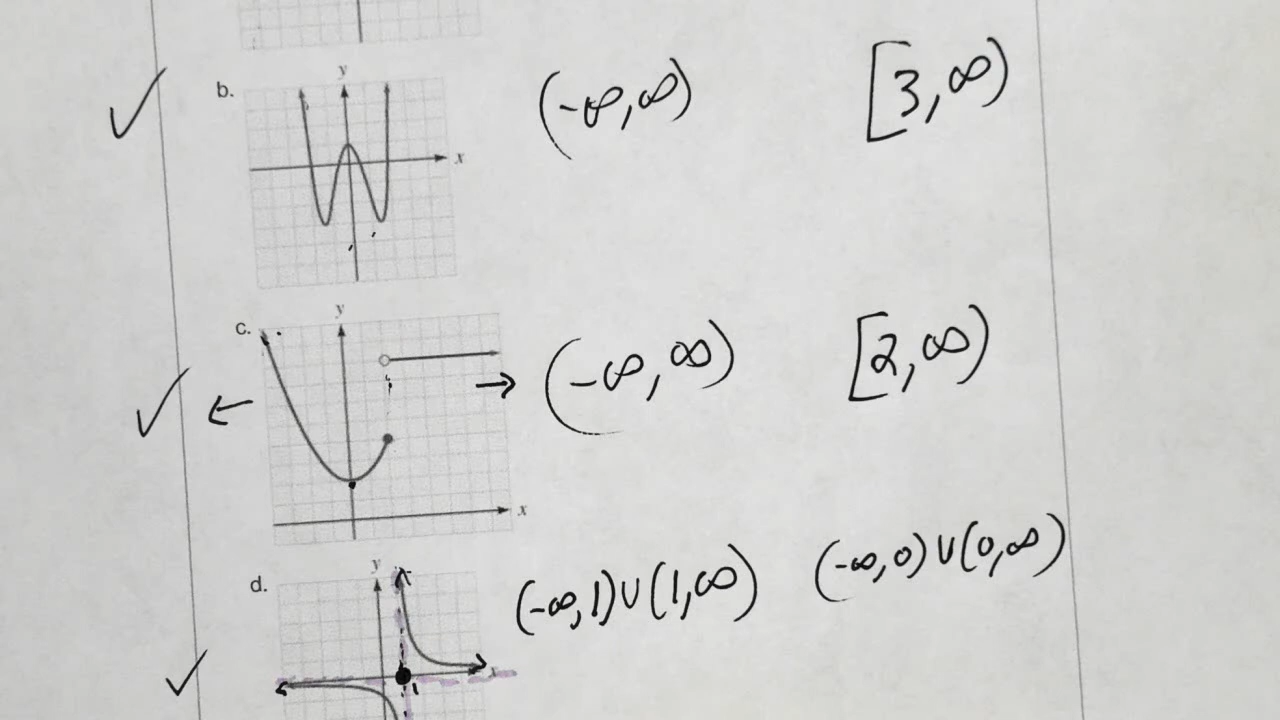 y
b.
x
(-∞,∞) [3,∞)
y
c.
x
(-∞,∞) [2,∞)
y
d.
x
1
(-∞,1)∪(1,∞) (-∞,0)∪(0,∞)